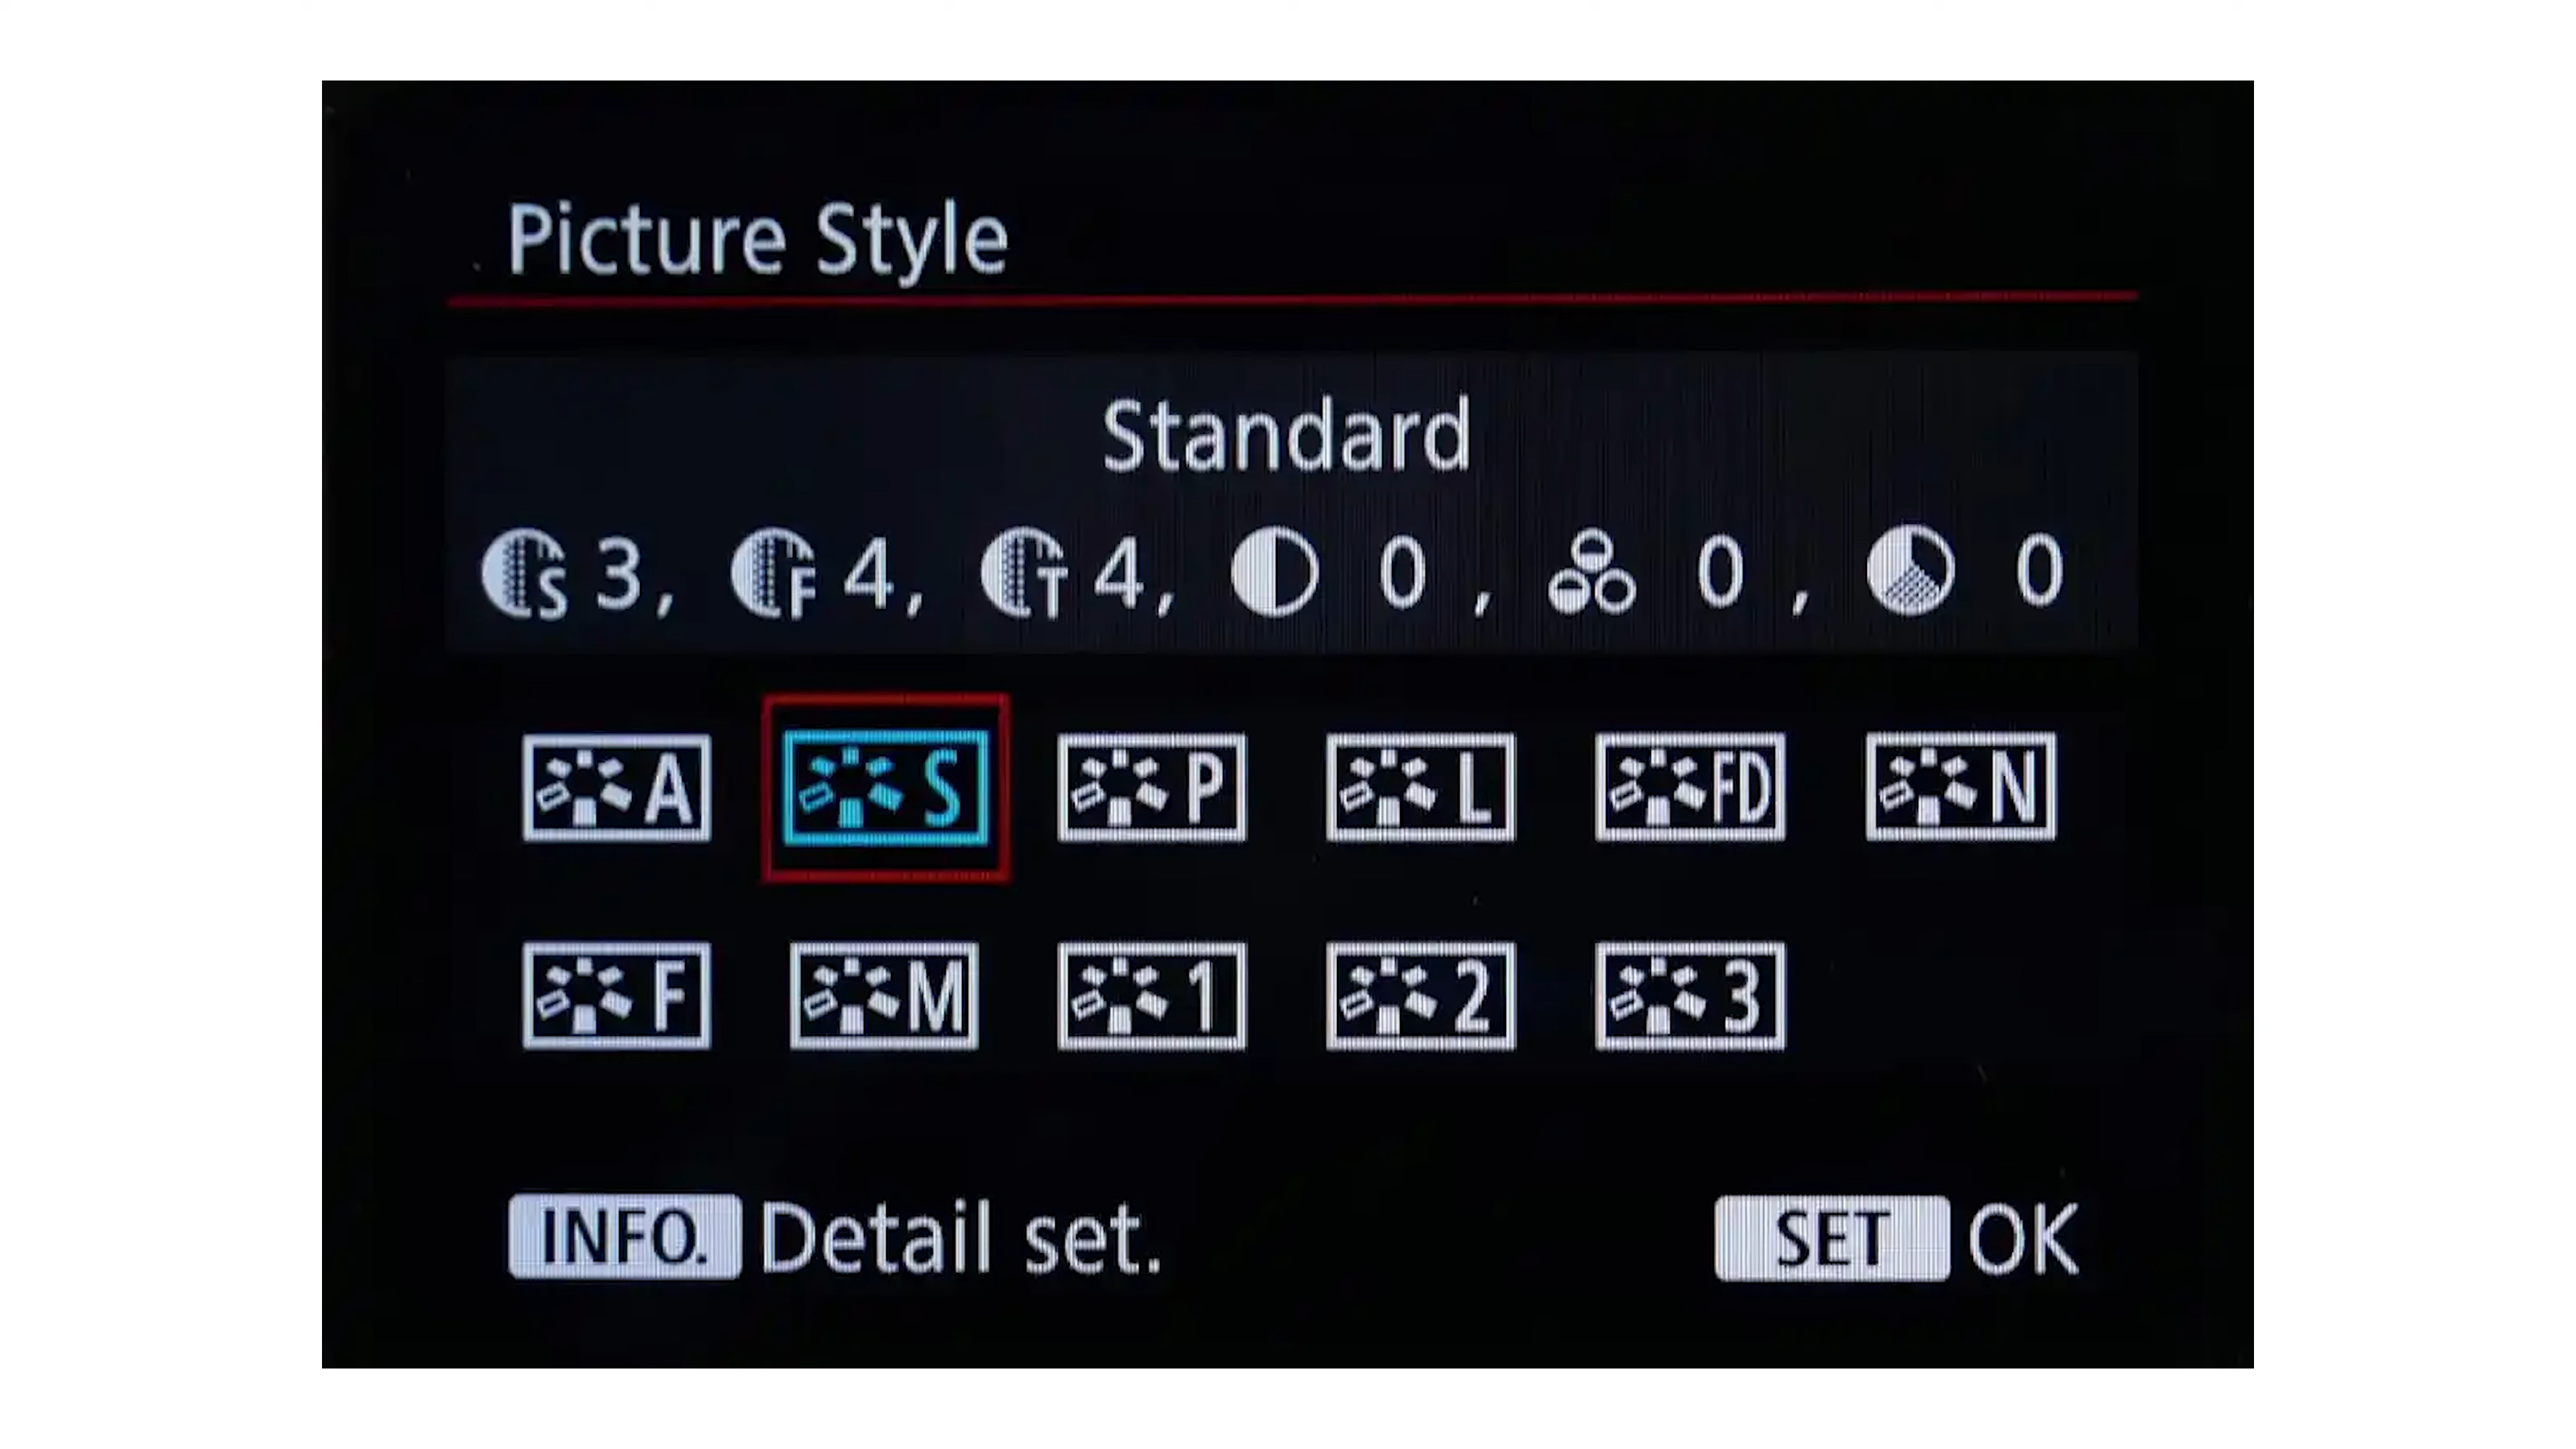 Picture Style
Standard
S 3, F 4, T 4, 0, 0, 0
A S P L FD N
F M 1 2 3
INFO. Detail set. SET OK